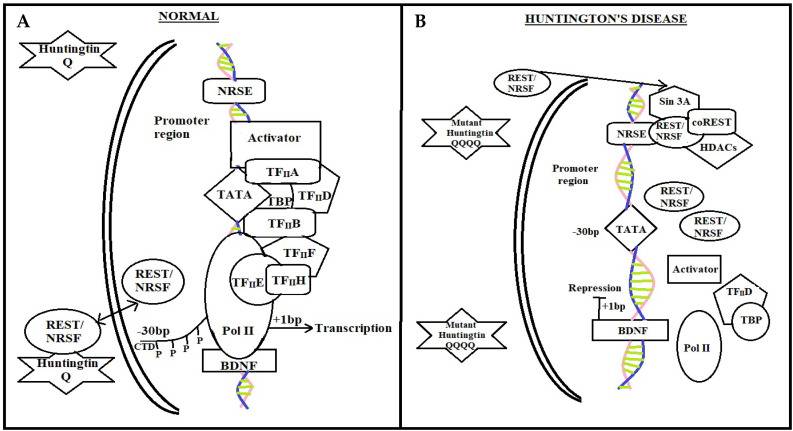 A
NORMAL
Huntingtin
Q
NRSE
Promoter
region
Activator
TFIIA
TATA
TBP
TFIID
TFIIB
TFIIF
TFIIE
TFIIH
REST/
NRSF
REST/
NRSF
Huntingtin
Q
-30bp
CTD
P
P
P
P
Pol II
+1bp
Transcription
BDNF
B
HUNTINGTON'S DISEASE
REST/
NRSF
Sin 3A
Mutant
Huntingtin
QQQQ
NRSE
REST/
NRSF
coREST
HDACs
Promoter
region
REST/
NRSF
REST/
NRSF
-30bp
TATA
Activator
Repression
+1bp
TFIID
TBP
BDNF
Mutant
Huntingtin
QQQQ
Pol II